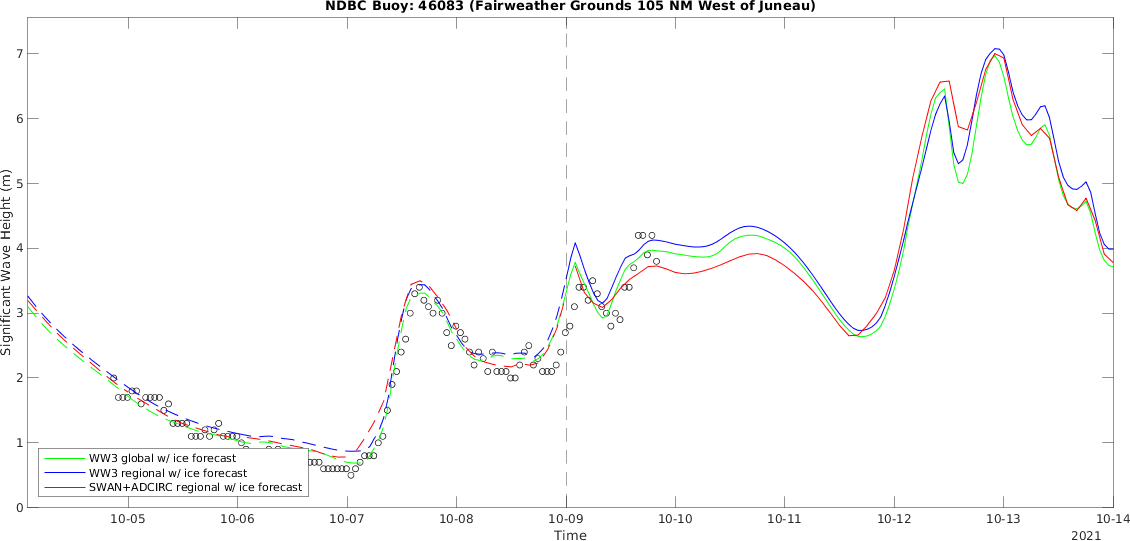 NDBC Buoy: 46083 (Fairweather Grounds 105 NM West of Juneau)
Significant Wave Height (m)
7
6
5
4
3
2
1
0
WW3 global w/ ice forecast
WW3 regional w/ ice forecast
SWAN+ADCIRC regional w/ ice forecast
10-05 10-06 10-07 10-08 10-09 10-10 10-11 10-12 10-13 10-14
Time
2021